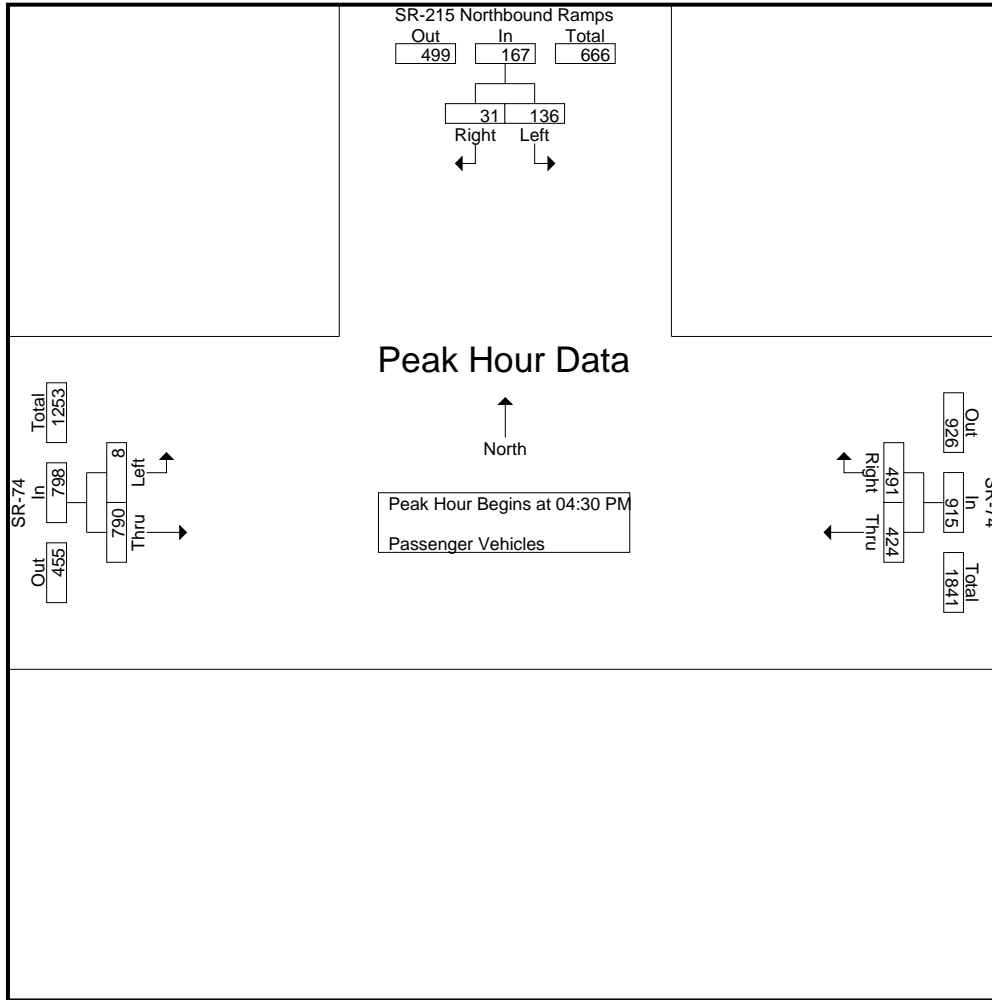 SR-215 Northbound Ramps
Out In Total
499 167 666
31 136
Right Left
Peak Hour Data
North
Peak Hour Begins at 04:30 PM
Passenger Vehicles
SR-74
Total In Out
1253 798 455
8 790
Left Thru
SR-74
Out In Total
926 915 1841
491 424
Right Thru